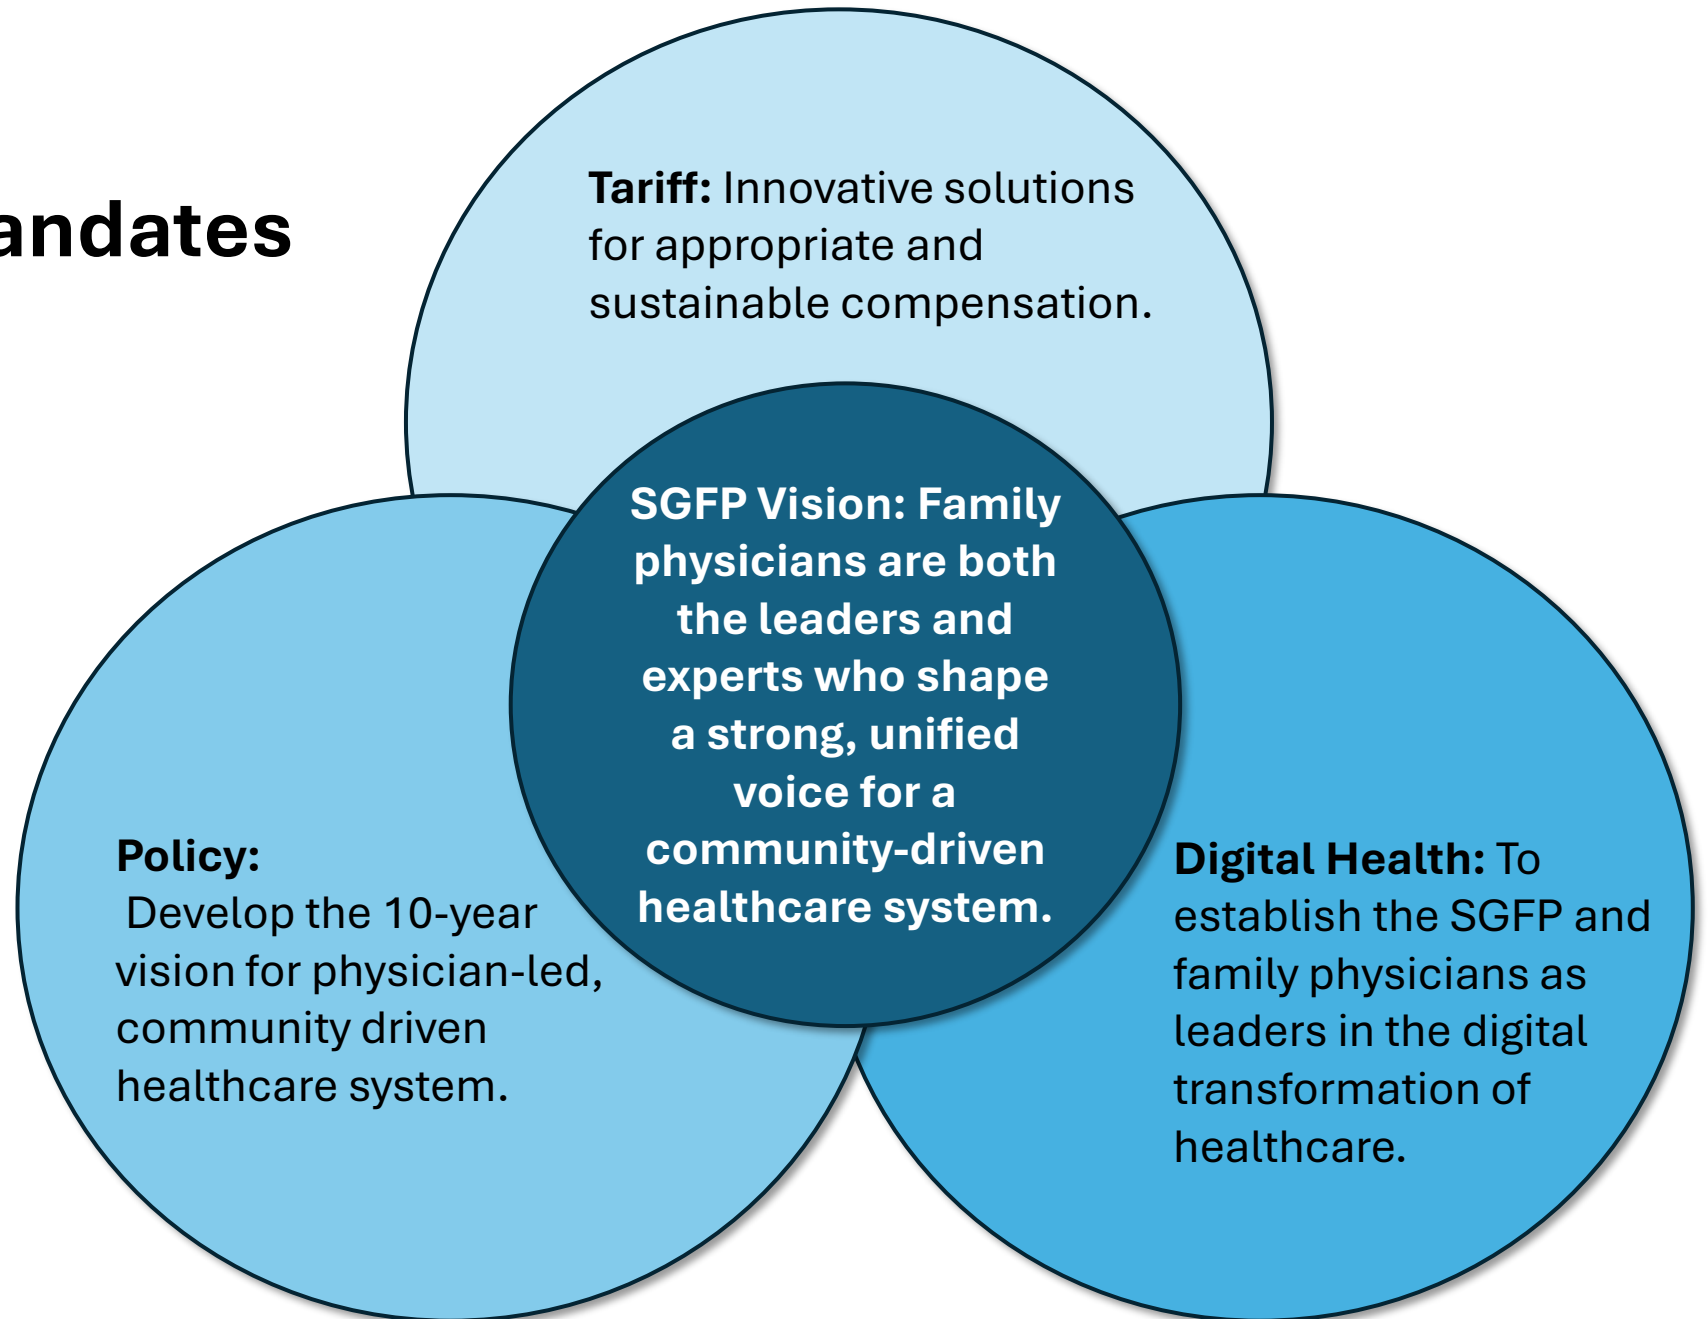 andates
Tariff: Innovative solutions
for appropriate and
sustainable compensation.
SGFP Vision: Family
physicians are both
the leaders and
experts who shape
a strong, unified
voice for a
community-driven
healthcare system.
Policy:
Develop the 10-year
vision for physician-led,
community driven
healthcare system.
Digital Health: To
establish the SGFP and
family physicians as
leaders in the digital
transformation of
healthcare.